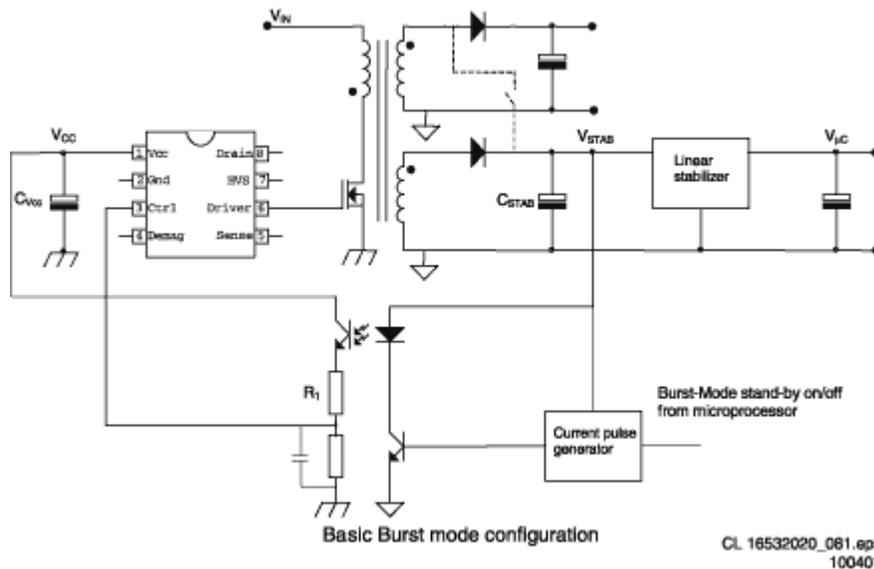 VIN
VCC
VSTAB
VµC
1 Vcc
Drain 8
2 Gnd
HVS 7
3 Ctrl
Driver 6
4 Demag
Sense 5
CVcc
CSTAB
Linear
stabilizer
R1
Burst-Mode stand-by on/off
from microprocessor
Current pulse
generator
Basic Burst mode configuration
CL 16532020_081.ep
10040